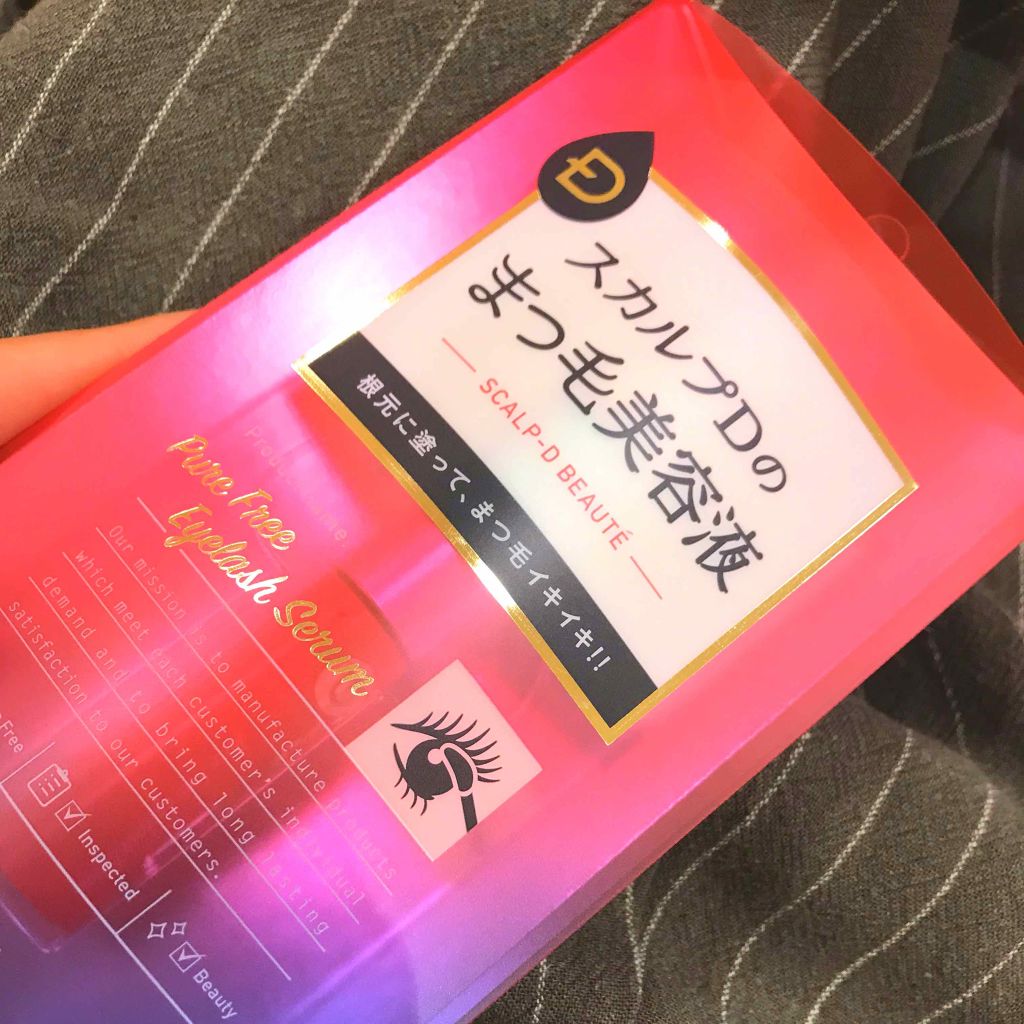 スカルプDの
まつ毛美容液
SCALP-D BEAUTÉ
根元に塗って、まつ毛イキイキ!!
Product Name.
Pure Free
Eyelash Serum
Our mission is to manufacture products
which meet each customer's individual
demand and to bring long lasting
satisfaction to our customers.
Free
Inspected
Beauty